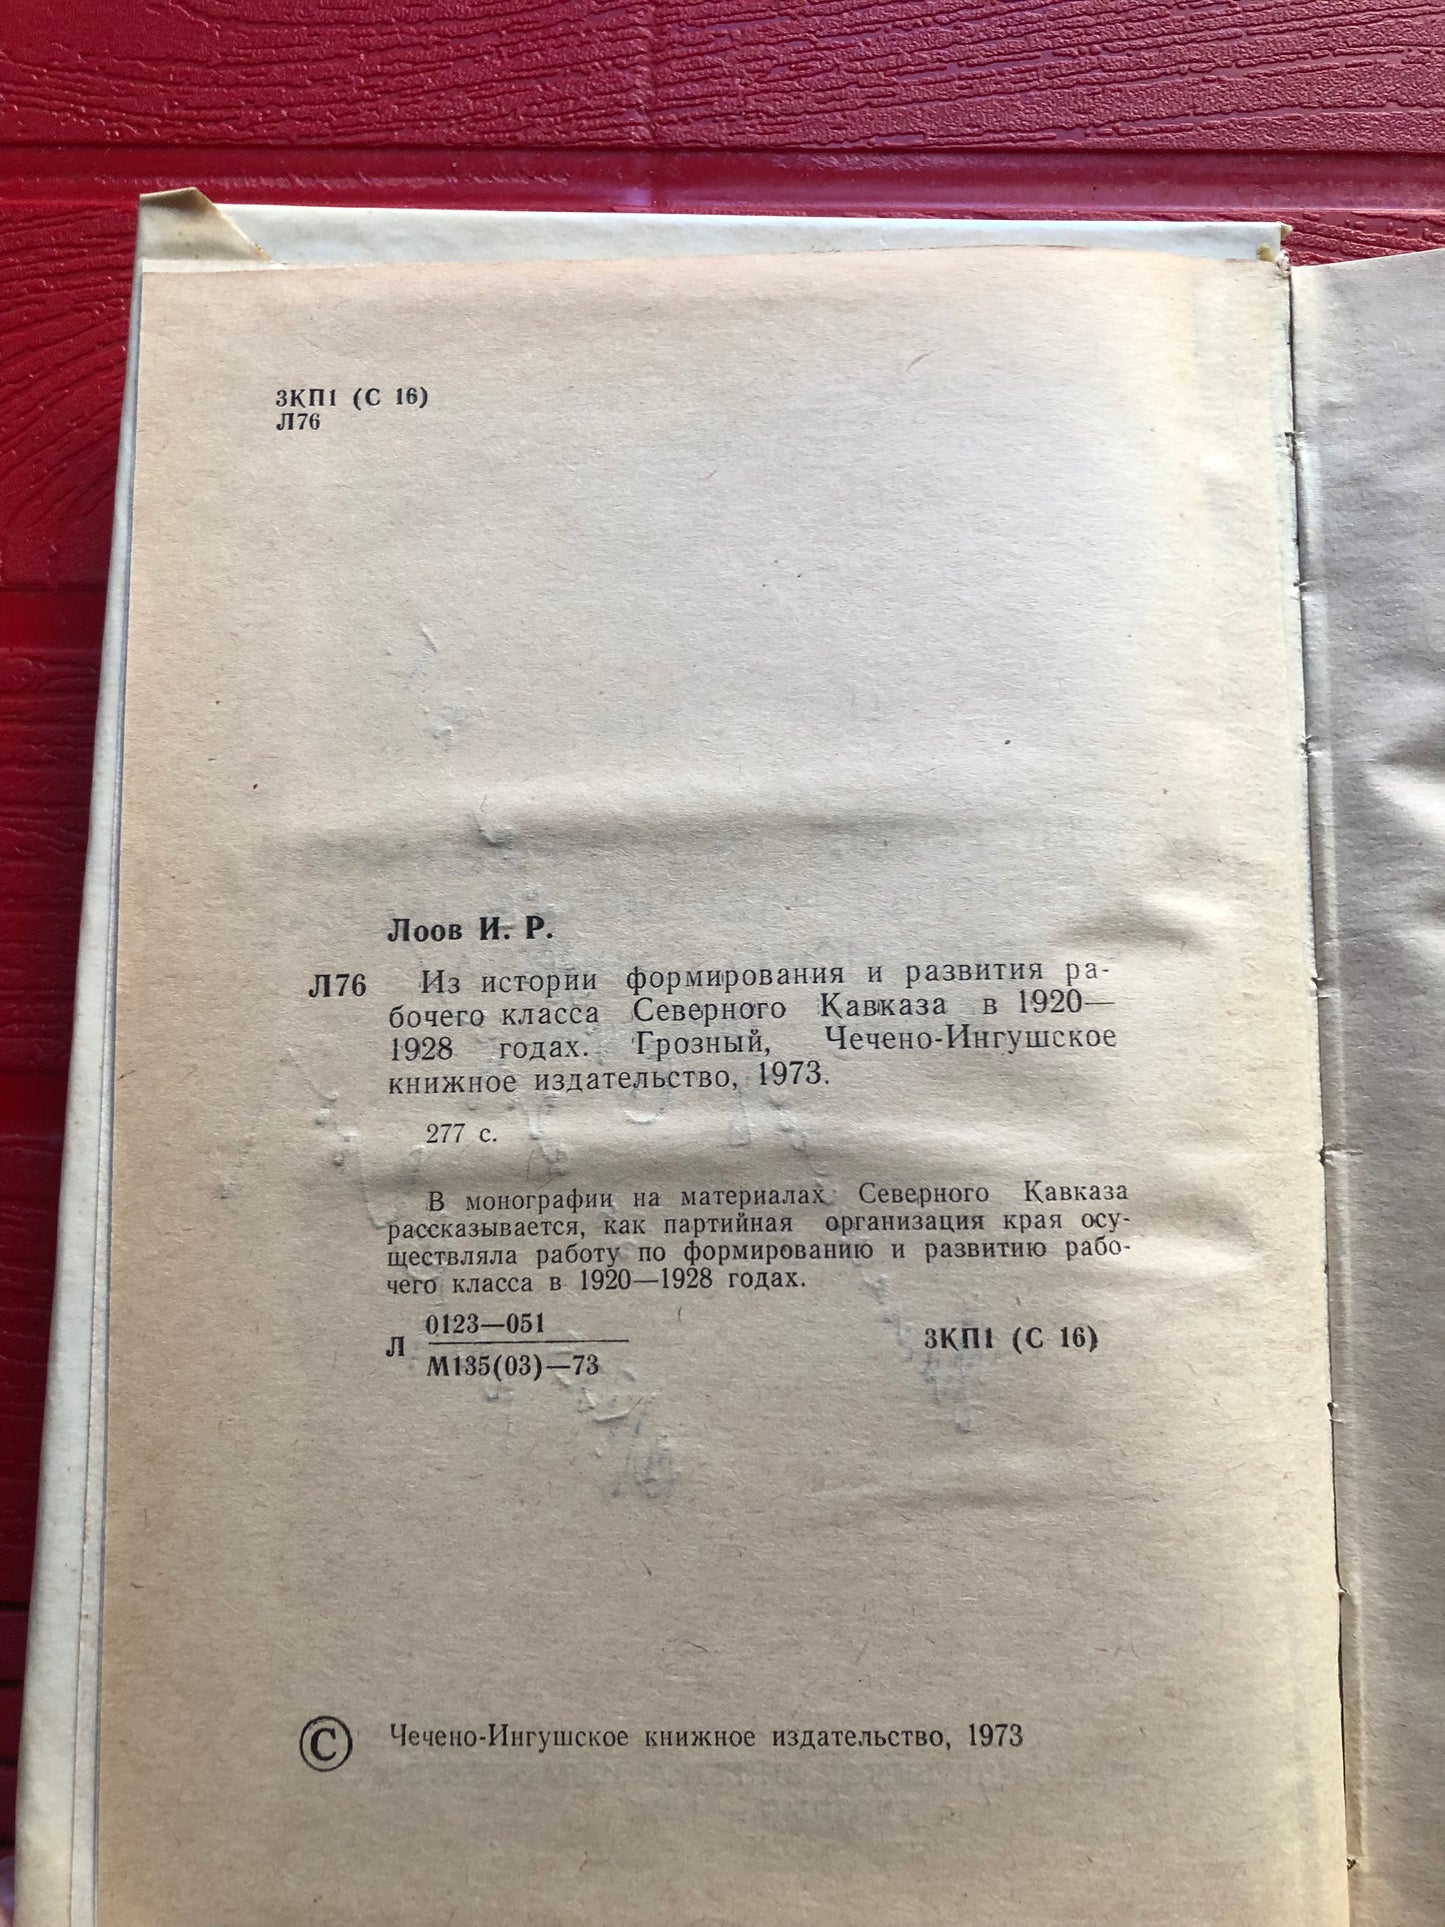 3КП1 (С 16)
Л76
Лоов И. Р.
Л76 Из истории формирования и развития ра-
бочего класса Северного Кавказа в 1920—
1928 годах. Грозный, Чечено-Ингушское
книжное издательство, 1973.
277 с.
В монографии на материалах Северного Кавказа
рассказывается, как партийная организация края осу-
ществляла работу по формированию и развитию рабо-
чего класса в 1920—1928 годах.
0123—051
Л 3КП1 (С 16)
М135(03)—73
© Чечено-Ингушское книжное издательство, 1973